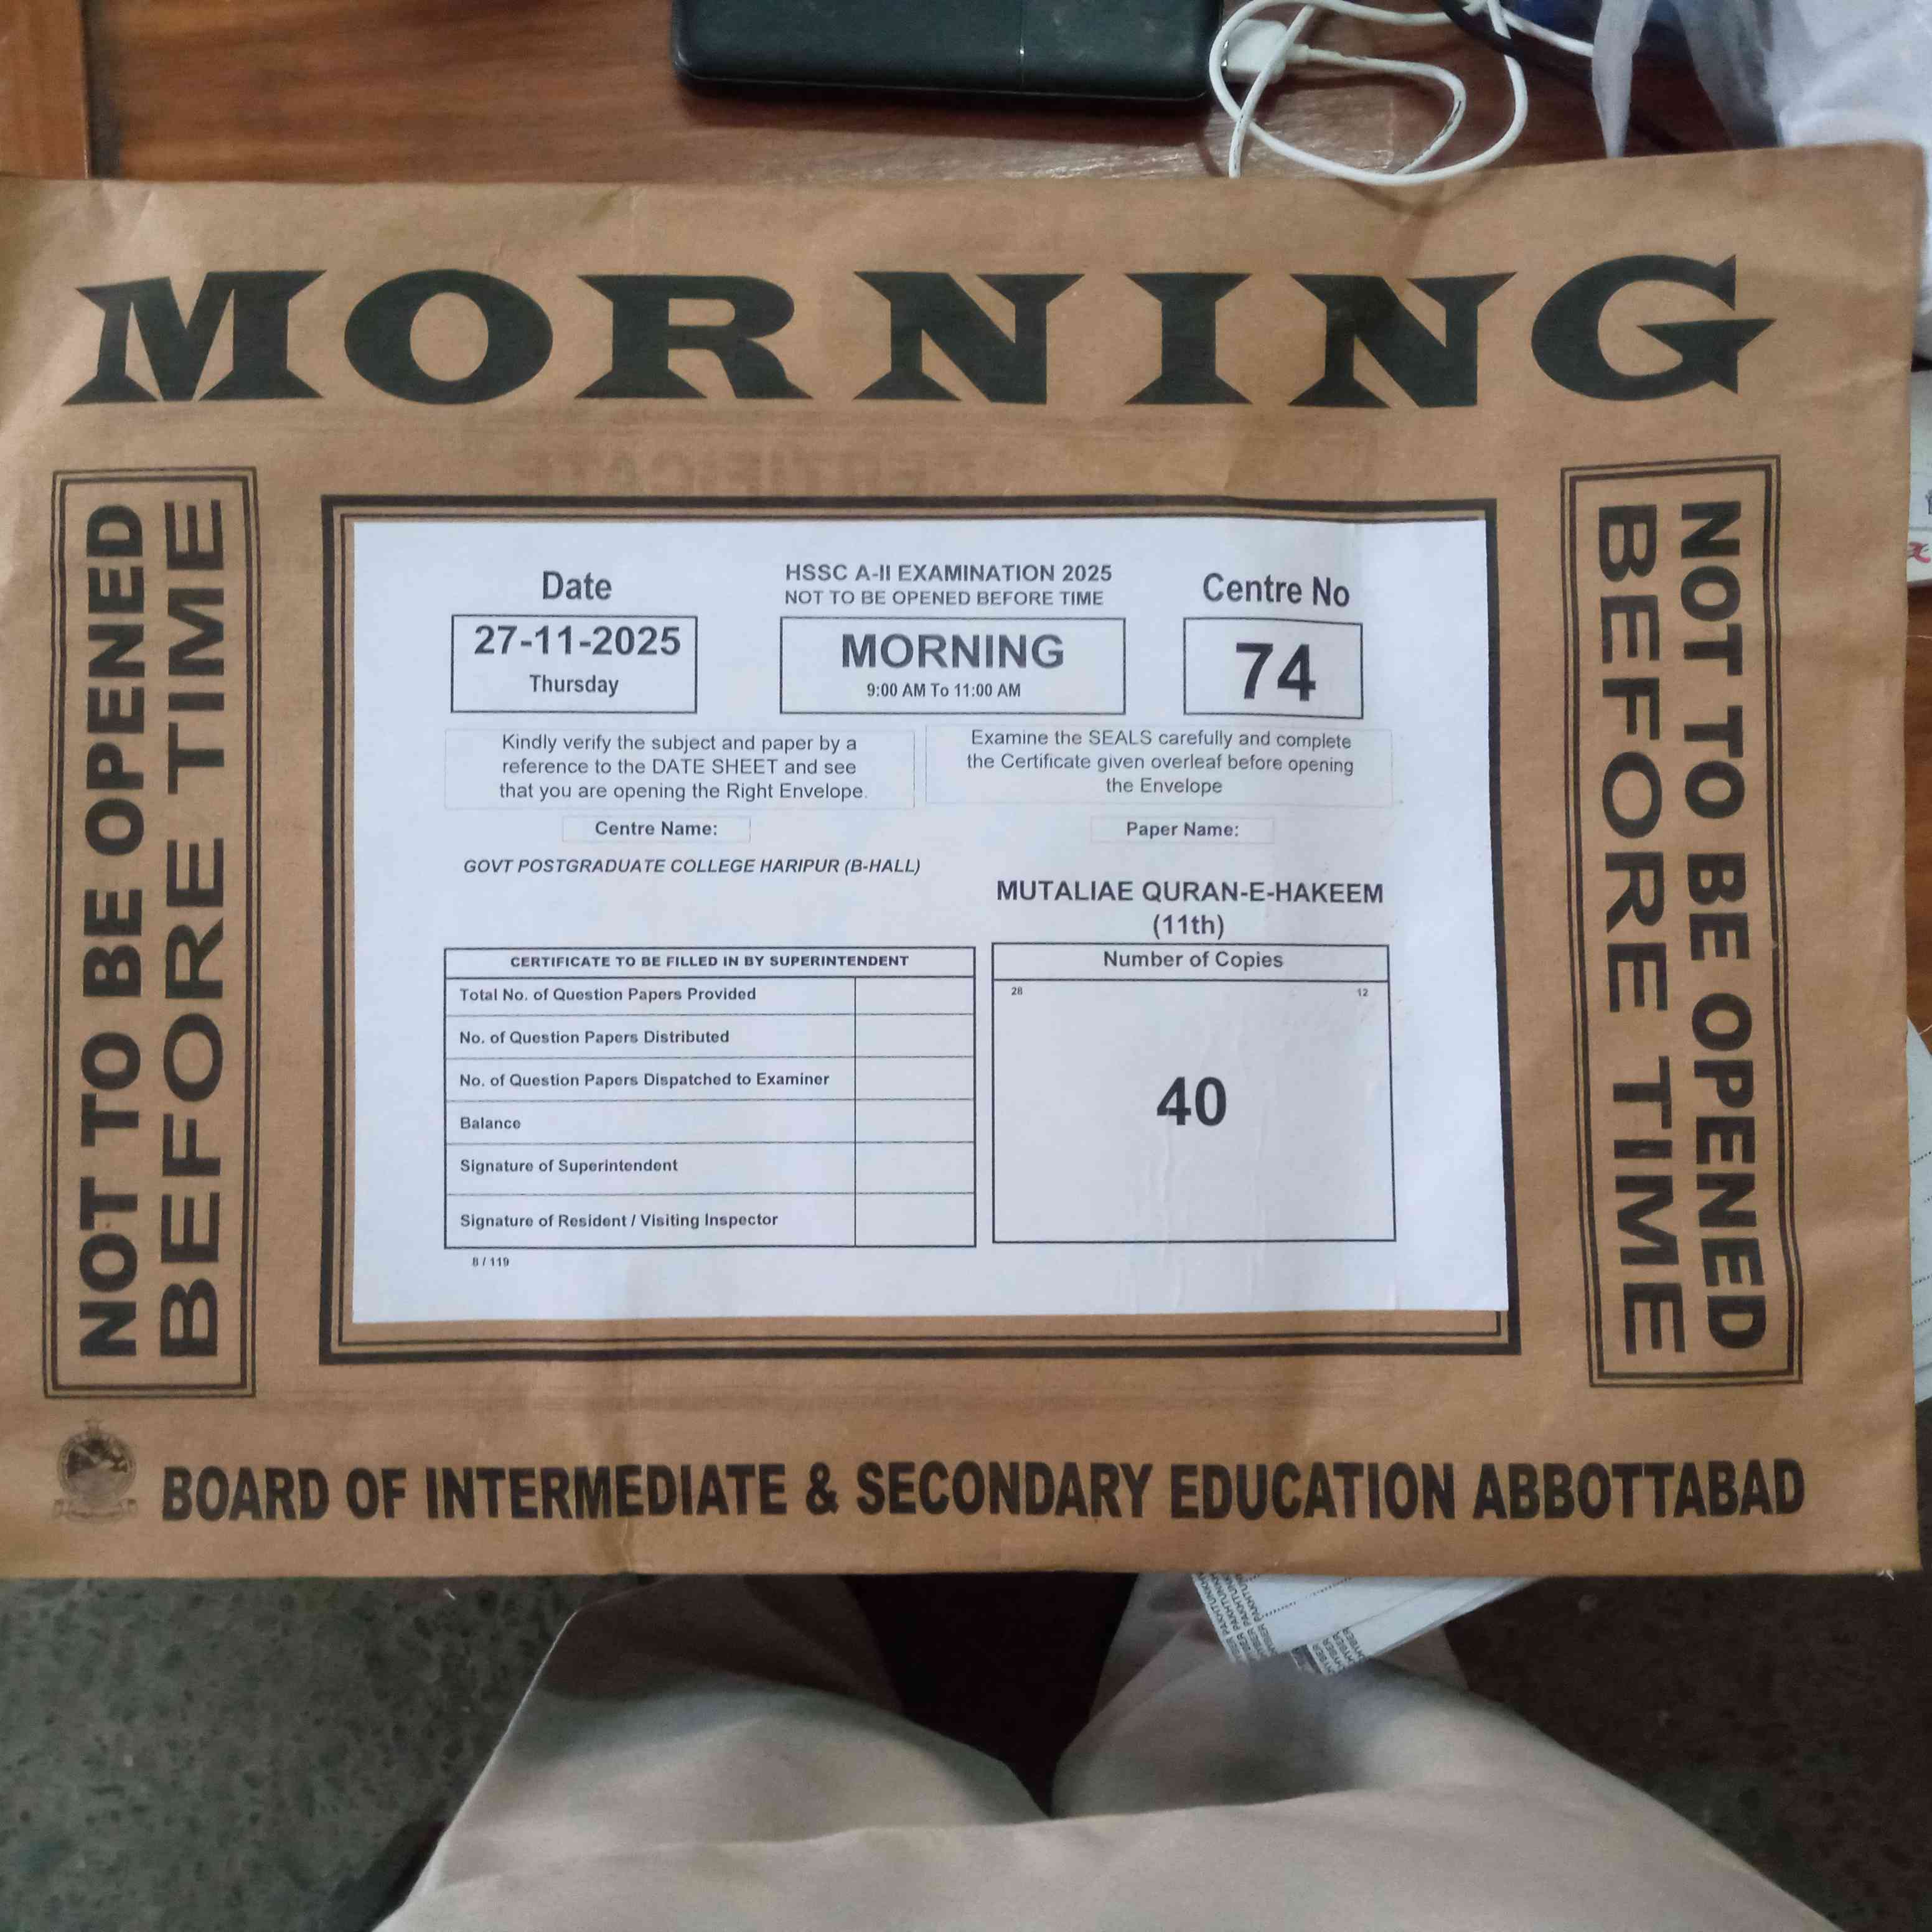 MORNING
NOT TO BE OPENED
BEFORE TIME
Date
27-11-2025
Thursday
HSSC A-II EXAMINATION 2025
NOT TO BE OPENED BEFORE TIME
MORNING
9:00 AM To 11:00 AM
Centre No
74
Kindly verify the subject and paper by a
reference to the DATE SHEET and see
that you are opening the Right Envelope.
Examine the SEALS carefully and complete
the Certificate given overleaf before opening
the Envelope
Centre Name:
GOVT POSTGRADUATE COLLEGE HARIPUR (B-HALL)
Paper Name:
MUTALIAE QURAN-E-HAKEEM
(11th)
CERTIFICATE TO BE FILLED IN BY SUPERINTENDENT
Total No. of Question Papers Provided
No. of Question Papers Distributed
No. of Question Papers Dispatched to Examiner
Balance
Signature of Superintendent
Signature of Resident / Visiting Inspector
8 / 119
Number of Copies
28 12
40
NOT TO BE OPENED
BEFORE TIME
BOARD OF INTERMEDIATE & SECONDARY EDUCATION ABBOTTABAD